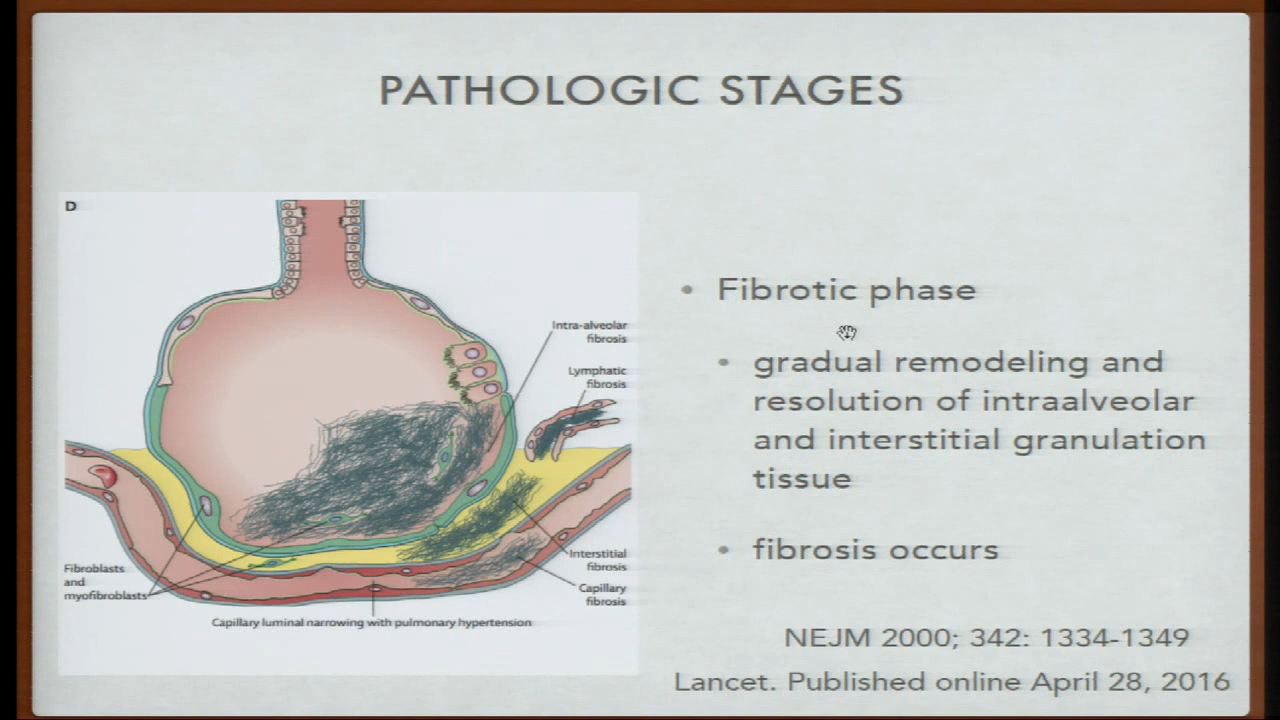 PATHOLOGIC STAGES
D
Intra-alveolar
fibrosis
Lymphatic
fibrosis
Interstitial
fibrosis
Capillary
fibrosis
Fibroblasts
and
myofibroblasts
Capillary luminal narrowing with pulmonary hypertension
• Fibrotic phase
• gradual remodeling and
resolution of intraalveolar
and interstitial granulation
tissue
• fibrosis occurs
NEJM 2000; 342: 1334-1349
Lancet. Published online April 28, 2016